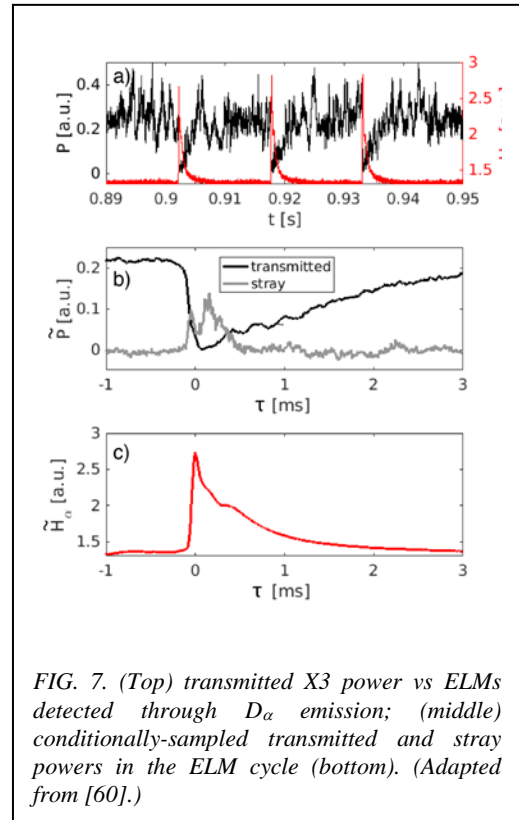 a)
P [a.u.]
0.4
0.2
0
3
2.5
2
1.5
0.89 0.9 0.91 0.92 0.93 0.94 0.95
t [s]
b)
transmitted
stray
P̃ [a.u.]
0.2
0.1
0
-1 0 1 2 3
τ [ms]
c)
H̃α [a.u.]
3
2.5
2
1.5
-1 0 1 2 3
τ [ms]
FIG. 7. (Top) transmitted X3 power vs ELMs
detected through Dα emission; (middle)
conditionally-sampled transmitted and stray
powers in the ELM cycle (bottom). (Adapted
from [60].)